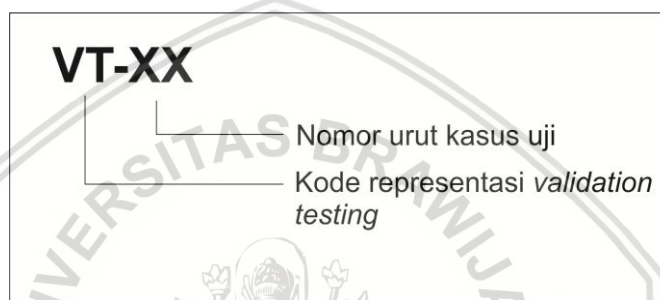 VT-XX
Nomor urut kasus uji
Kode representasi validation
testing